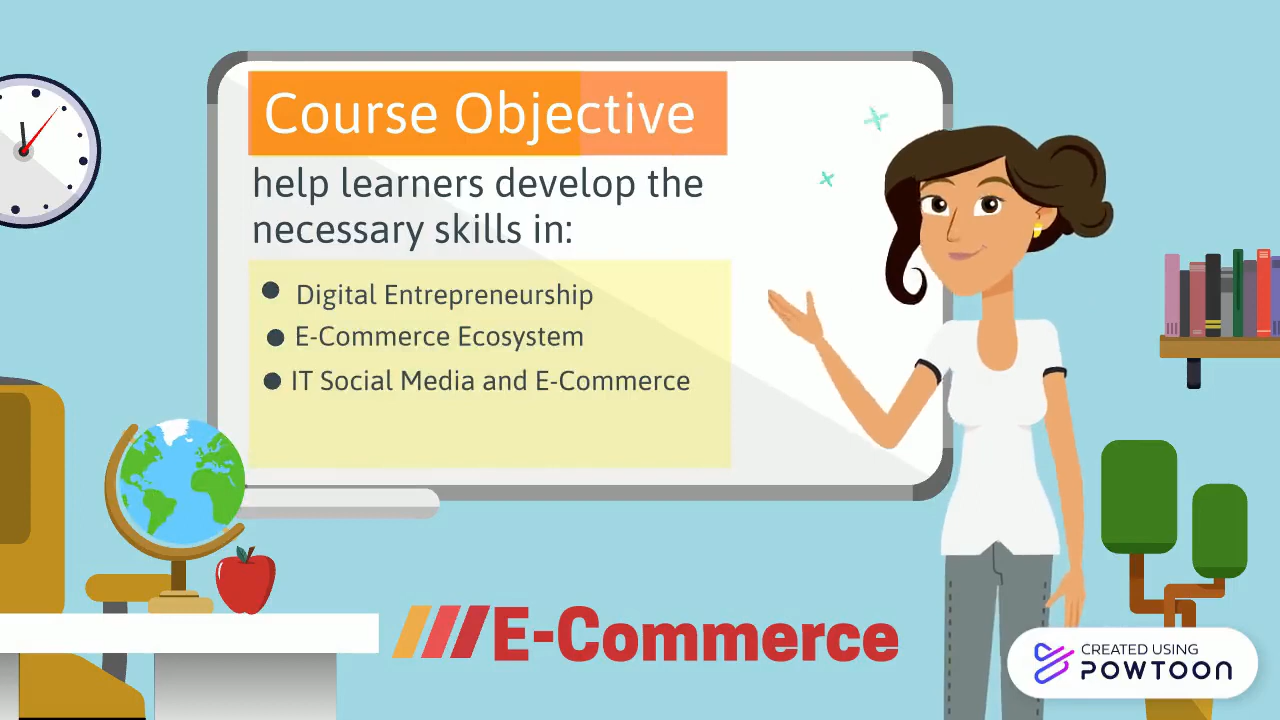 Course Objective
help learners develop the
necessary skills in:
Digital Entrepreneurship
E-Commerce Ecosystem
IT Social Media and E-Commerce
E-Commerce
CREATED USING
POWTOON